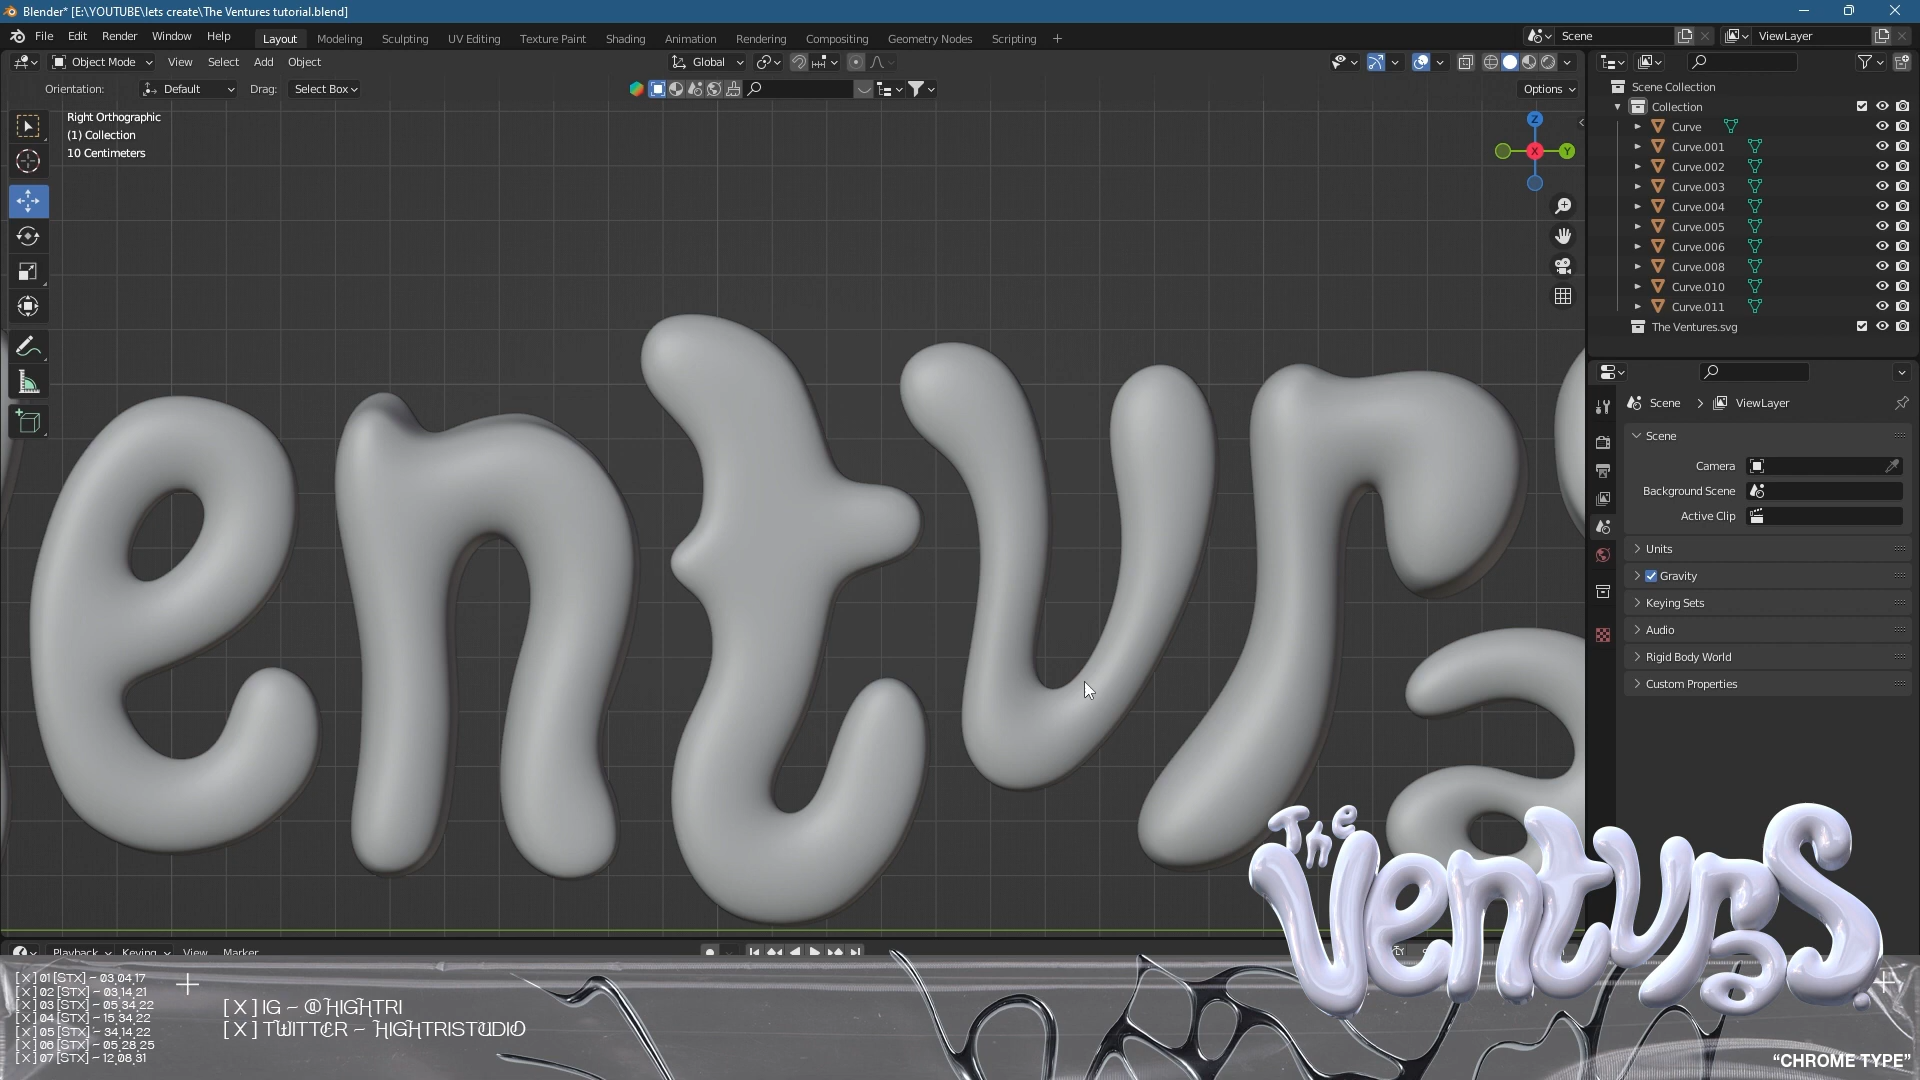 Blender* [E:\YOUTUBE\lets create\The Ventures tutorial.blend]
File Edit Render Window Help
Layout Modeling Sculpting UV Editing Texture Paint Shading Animation Rendering Compositing Geometry Nodes Scripting +
Scene
ViewLayer
Object Mode View Select Add Object
Global
Orientation: Default Drag: Select Box
Options
Right Orthographic
(1) Collection
10 Centimeters
Z
X
Y
Scene Collection
Collection
Curve
Curve.001
Curve.002
Curve.003
Curve.004
Curve.005
Curve.006
Curve.008
Curve.010
Curve.011
The Ventures.svg
Scene > ViewLayer
Scene
Camera
Background Scene
Active Clip
Units
Gravity
Keying Sets
Audio
Rigid Body World
Custom Properties
entura
Playback Keying View Marker
The
Venturas
[X] 01 [STX] – 03.04.17
[X] 02 [STX] – 03.14.21
[X] 03 [STX] – 05.34.22
[X] 04 [STX] – 15.34.22
[X] 05 [STX] – 34.14.22
[X] 06 [STX] – 05.28.25
[X] 07 [STX] – 12.08.31
[X] IG – @HIGHTRI
[X] TWITTER – HIGHTRISTUDIO
“CHROME TYPE”